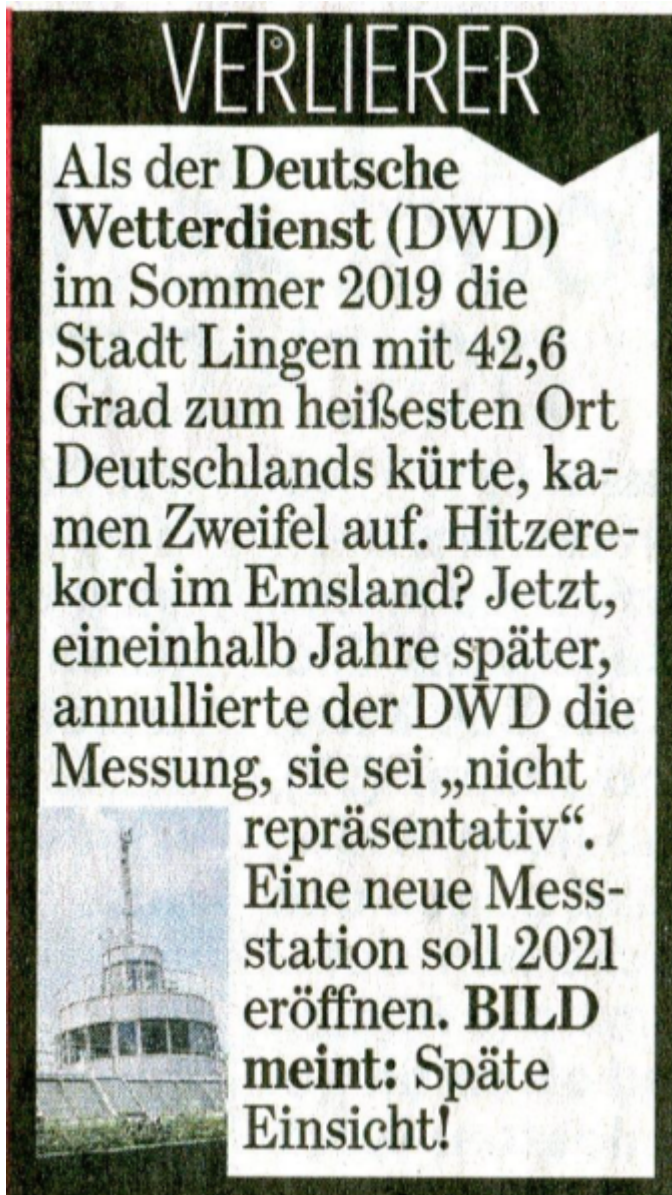 VERLIERER
Als der Deutsche
Wetterdienst (DWD)
im Sommer 2019 die
Stadt Lingen mit 42,6
Grad zum heißesten Ort
Deutschlands kürte, ka-
men Zweifel auf. Hitzere-
kord im Emsland? Jetzt,
eineinhalb Jahre später,
annullierte der DWD die
Messung, sie sei „nicht
repräsentativ“.
Eine neue Mess-
station soll 2021
eröffnen. BILD
meint: Späte
Einsicht!